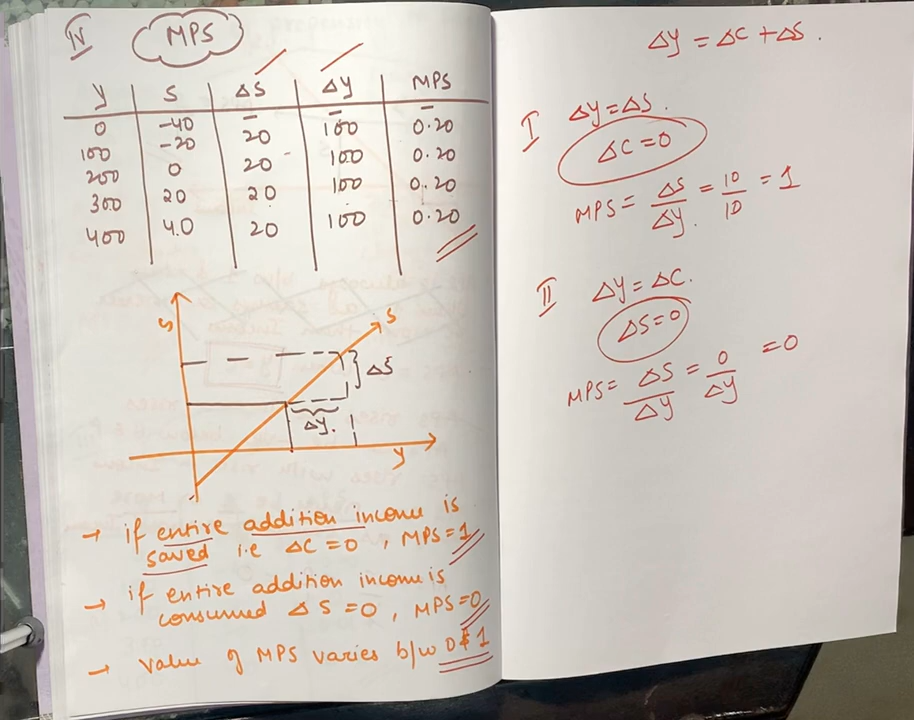 IV MPS
Y S ΔS ΔY MPS
0 -40 - - -
100 -20 20 100 0.20
200 0 20 100 0.20
300 20 20 100 0.20
400 40 20 100 0.20
S
S
ΔS
ΔY.
Y
→ if entire addition income is
saved i.e ΔC = 0 , MPS = 1
→ if entire addition income is
consumed ΔS = 0 , MPS = 0
→ Value of MPS varies b/w 0 & 1
ΔY = ΔC + ΔS .
I ΔY = ΔS .
ΔC = 0
MPS = ΔS/ΔY. = 10/10 = 1
II ΔY = ΔC.
ΔS = 0
MPS = ΔS/ΔY = 0/ΔY = 0